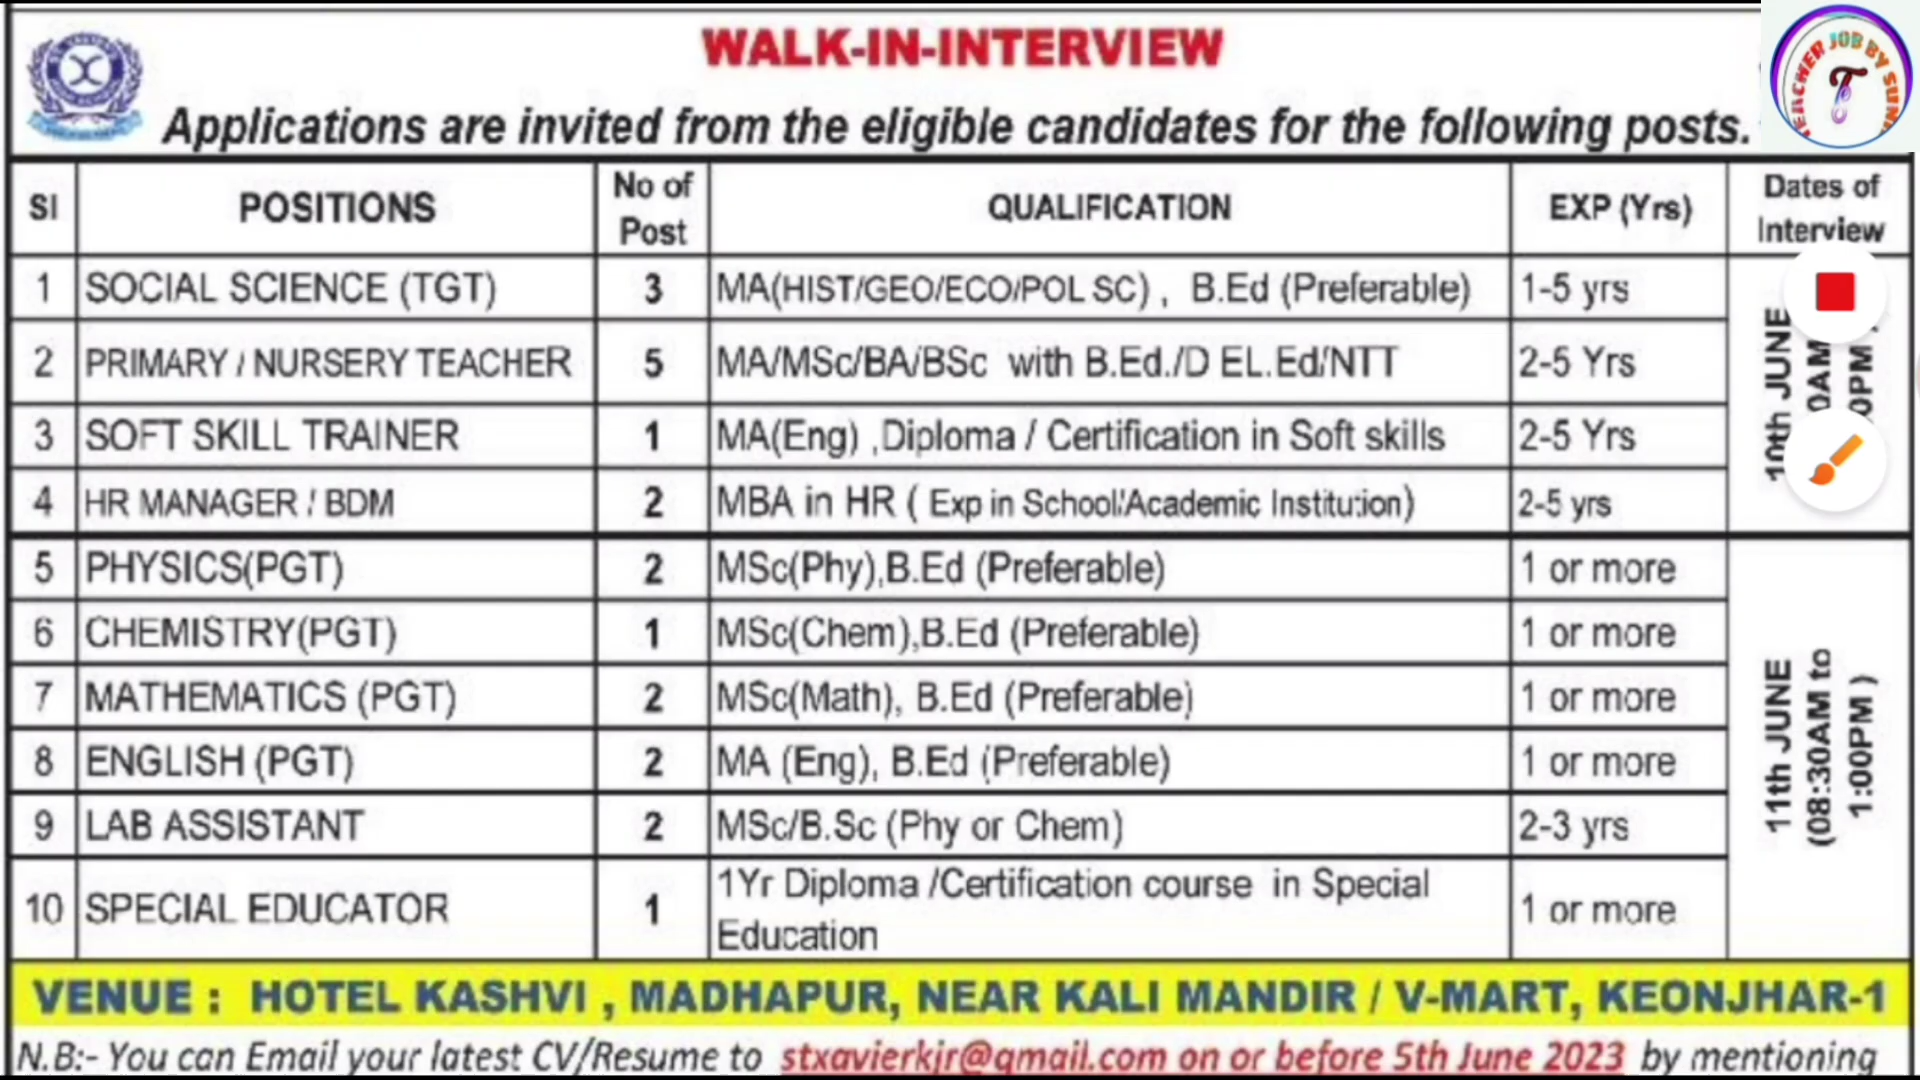 WALK-IN-INTERVIEW
Applications are invited from the eligible candidates for the following posts.
TEACHER JOB BY SUNI
T
Sl POSITIONS No of Post QUALIFICATION EXP (Yrs) Dates of Interview
1 SOCIAL SCIENCE (TGT) 3 MA(HIST/GEO/ECO/POL SC) , B.Ed (Preferable) 1-5 yrs
2 PRIMARY / NURSERY TEACHER 5 MA/MSc/BA/BSc with B.Ed./D EL.Ed/NTT 2-5 Yrs
3 SOFT SKILL TRAINER 1 MA(Eng) ,Diploma / Certification in Soft skills 2-5 Yrs
4 HR MANAGER / BDM 2 MBA in HR ( Exp in School/Academic Institution) 2-5 yrs
10th JUNE
0AM
0PM
5 PHYSICS(PGT) 2 MSc(Phy),B.Ed (Preferable) 1 or more
6 CHEMISTRY(PGT) 1 MSc(Chem),B.Ed (Preferable) 1 or more
7 MATHEMATICS (PGT) 2 MSc(Math), B.Ed (Preferable) 1 or more
8 ENGLISH (PGT) 2 MA (Eng), B.Ed (Preferable) 1 or more
9 LAB ASSISTANT 2 MSc/B.Sc (Phy or Chem) 2-3 yrs
10 SPECIAL EDUCATOR 1 1Yr Diploma /Certification course in Special Education 1 or more
11th JUNE
(08:30AM to
1:00PM )
VENUE : HOTEL KASHVI , MADHAPUR, NEAR KALI MANDIR / V-MART, KEONJHAR-1
N.B:- You can Email your latest CV/Resume to stxavierkjr@gmail.com on or before 5th June 2023 by mentioning